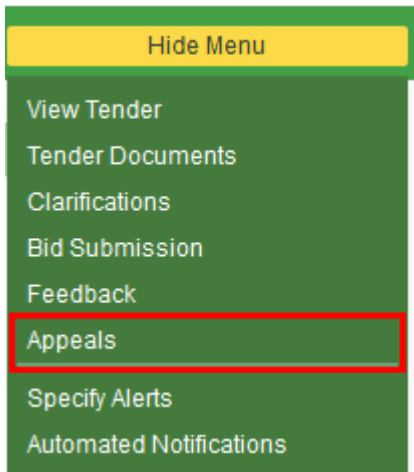 Hide Menu
View Tender
Tender Documents
Clarifications
Bid Submission
Feedback
Appeals
Specify Alerts
Automated Notifications